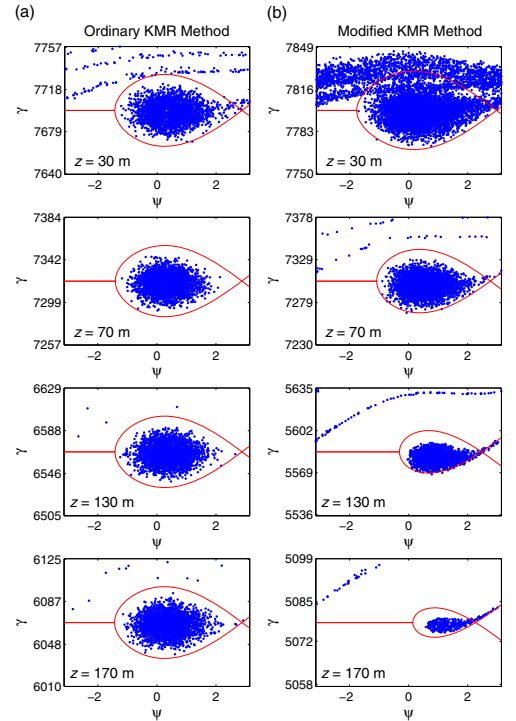 (a)
Ordinary KMR Method
7757
7718
7679
7640
γ
z = 30 m
−2
0
2
ψ
7384
7342
7299
7257
γ
z = 70 m
−2
0
2
ψ
6629
6588
6546
6505
γ
z = 130 m
−2
0
2
ψ
6125
6087
6048
6010
γ
z = 170 m
−2
0
2
ψ
(b)
Modified KMR Method
7849
7816
7783
7750
γ
z = 30 m
−2
0
2
ψ
7378
7329
7279
7230
γ
z = 70 m
−2
0
2
ψ
5635
5602
5569
5536
γ
z = 130 m
−2
0
2
ψ
5099
5085
5078
5058
γ
z = 170 m
−2
0
2
ψ